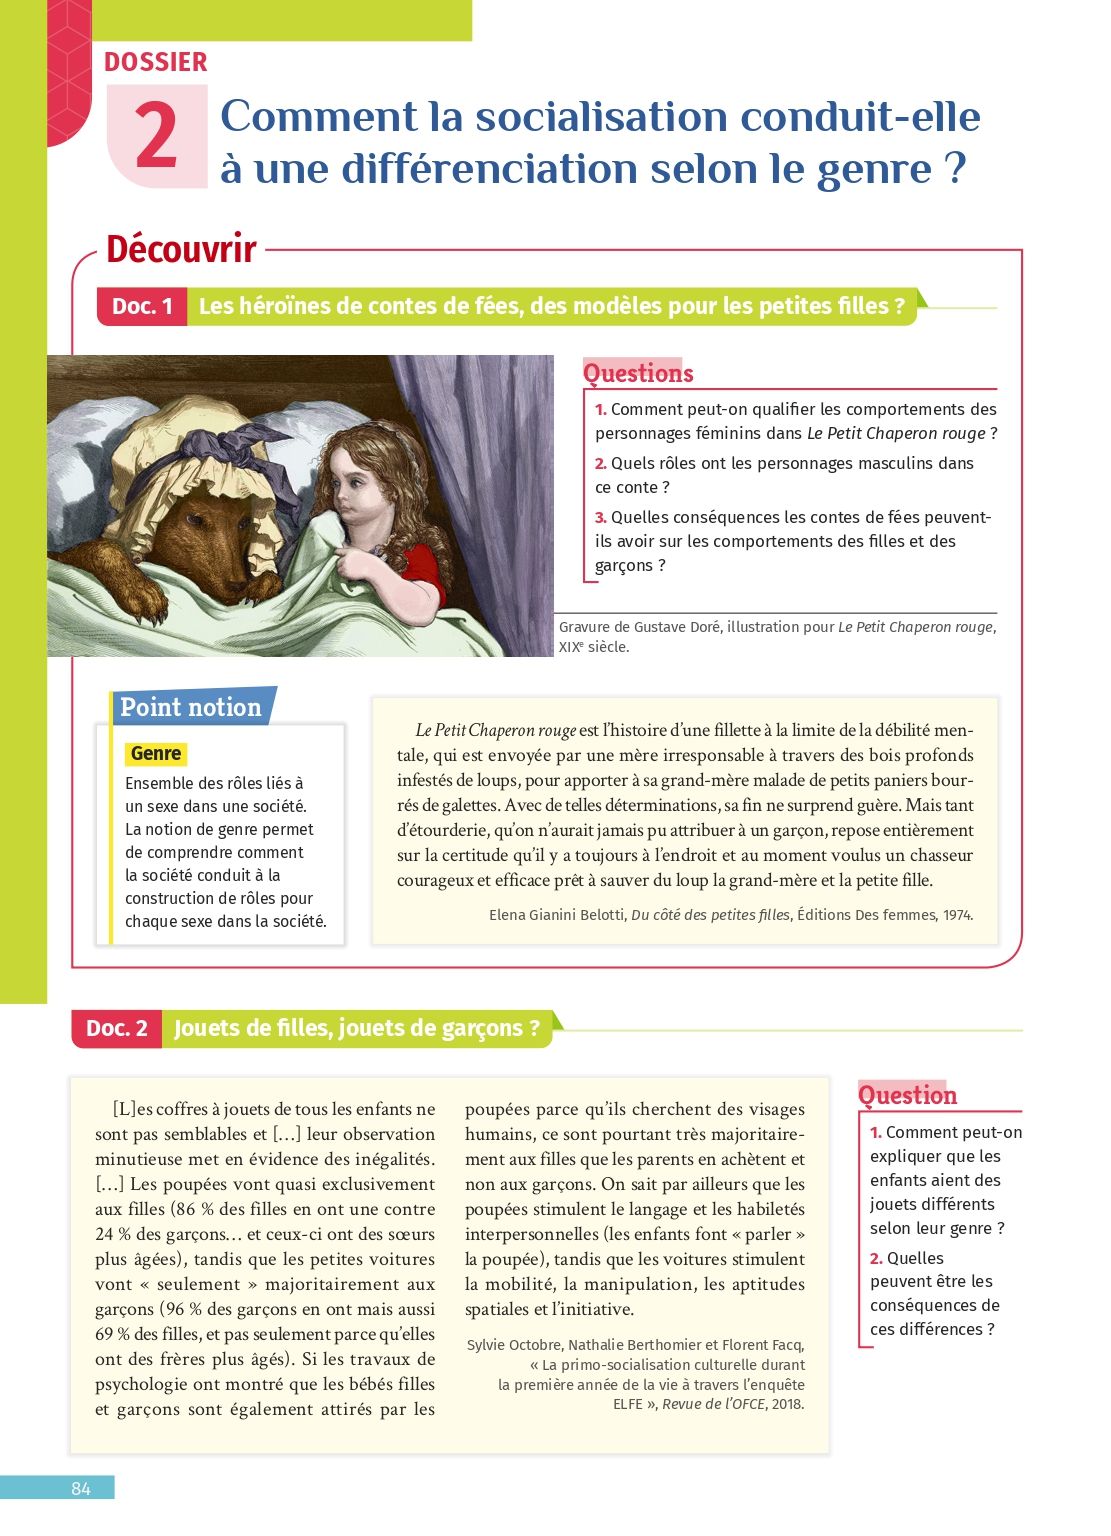 DOSSIER
2
Comment la socialisation conduit-elle
à une différenciation selon le genre ?
Découvrir
Doc. 1 Les héroïnes de contes de fées, des modèles pour les petites filles ?
Questions
1. Comment peut-on qualifier les comportements des
personnages féminins dans Le Petit Chaperon rouge ?
2. Quels rôles ont les personnages masculins dans
ce conte ?
3. Quelles conséquences les contes de fées peuvent-
ils avoir sur les comportements des filles et des
garçons ?
Gravure de Gustave Doré, illustration pour Le Petit Chaperon rouge,
XIXe siècle.
Point notion
Genre
Ensemble des rôles liés à
un sexe dans une société.
La notion de genre permet
de comprendre comment
la société conduit à la
construction de rôles pour
chaque sexe dans la société.
Le Petit Chaperon rouge est l'histoire d'une fillette à la limite de la débilité men-
tale, qui est envoyée par une mère irresponsable à travers des bois profonds
infestés de loups, pour apporter à sa grand-mère malade de petits paniers bour-
rés de galettes. Avec de telles déterminations, sa fin ne surprend guère. Mais tant
d'étourderie, qu'on n'aurait jamais pu attribuer à un garçon, repose entièrement
sur la certitude qu'il y a toujours à l'endroit et au moment voulus un chasseur
courageux et efficace prêt à sauver du loup la grand-mère et la petite fille.
Elena Gianini Belotti, Du côté des petites filles, Éditions Des femmes, 1974.
Doc. 2 Jouets de filles, jouets de garçons ?
[L]es coffres à jouets de tous les enfants ne
sont pas semblables et […] leur observation
minutieuse met en évidence des inégalités.
[…] Les poupées vont quasi exclusivement
aux filles (86 % des filles en ont une contre
24 % des garçons… et ceux-ci ont des sœurs
plus âgées), tandis que les petites voitures
vont « seulement » majoritairement aux
garçons (96 % des garçons en ont mais aussi
69 % des filles, et pas seulement parce qu'elles
ont des frères plus âgés). Si les travaux de
psychologie ont montré que les bébés filles
et garçons sont également attirés par les
poupées parce qu'ils cherchent des visages
humains, ce sont pourtant très majoritaire-
ment aux filles que les parents en achètent et
non aux garçons. On sait par ailleurs que les
poupées stimulent le langage et les habiletés
interpersonnelles (les enfants font « parler »
la poupée), tandis que les voitures stimulent
la mobilité, la manipulation, les aptitudes
spatiales et l'initiative.
Sylvie Octobre, Nathalie Berthomier et Florent Facq,
« La primo-socialisation culturelle durant
la première année de la vie à travers l'enquête
ELFE », Revue de l'OFCE, 2018.
Question
1. Comment peut-on
expliquer que les
enfants aient des
jouets différents
selon leur genre ?
2. Quelles
peuvent être les
conséquences de
ces différences ?
84